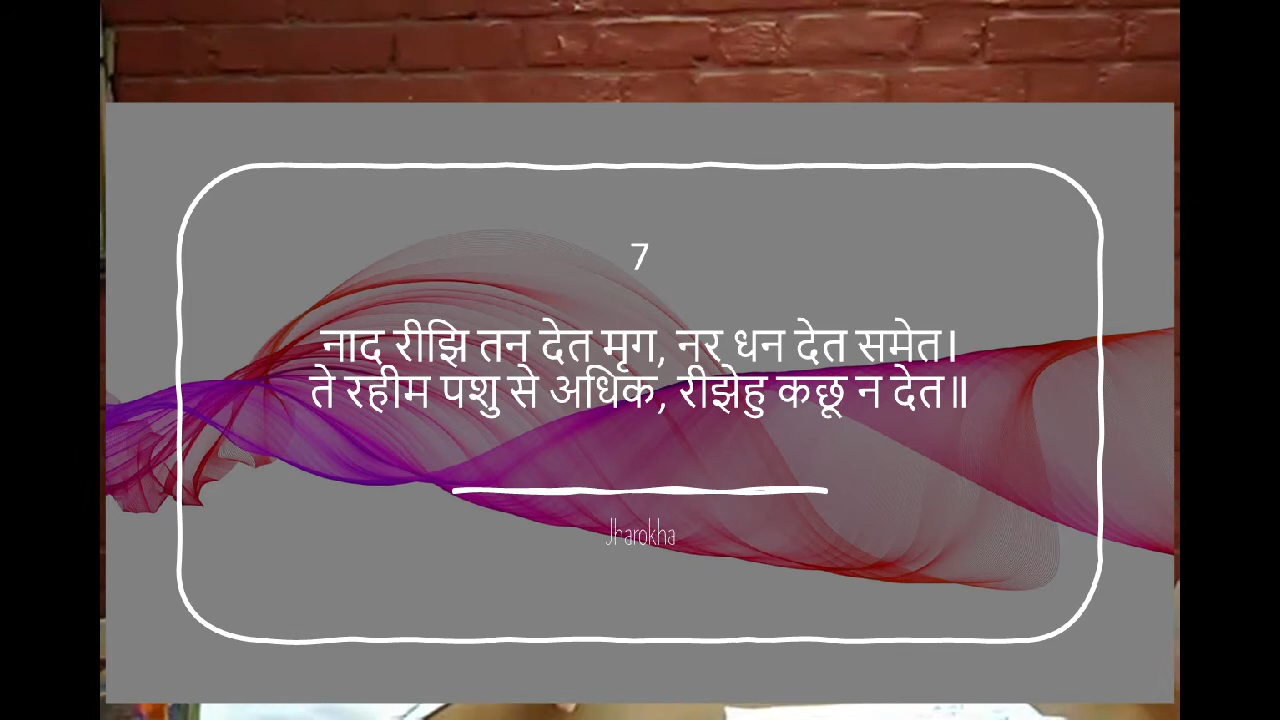 7
नाद रीझि तन देत मृग, नर धन देत समेत।
ते रहीम पशु से अधिक, रीझेहु कछू न देत॥
Jharokha